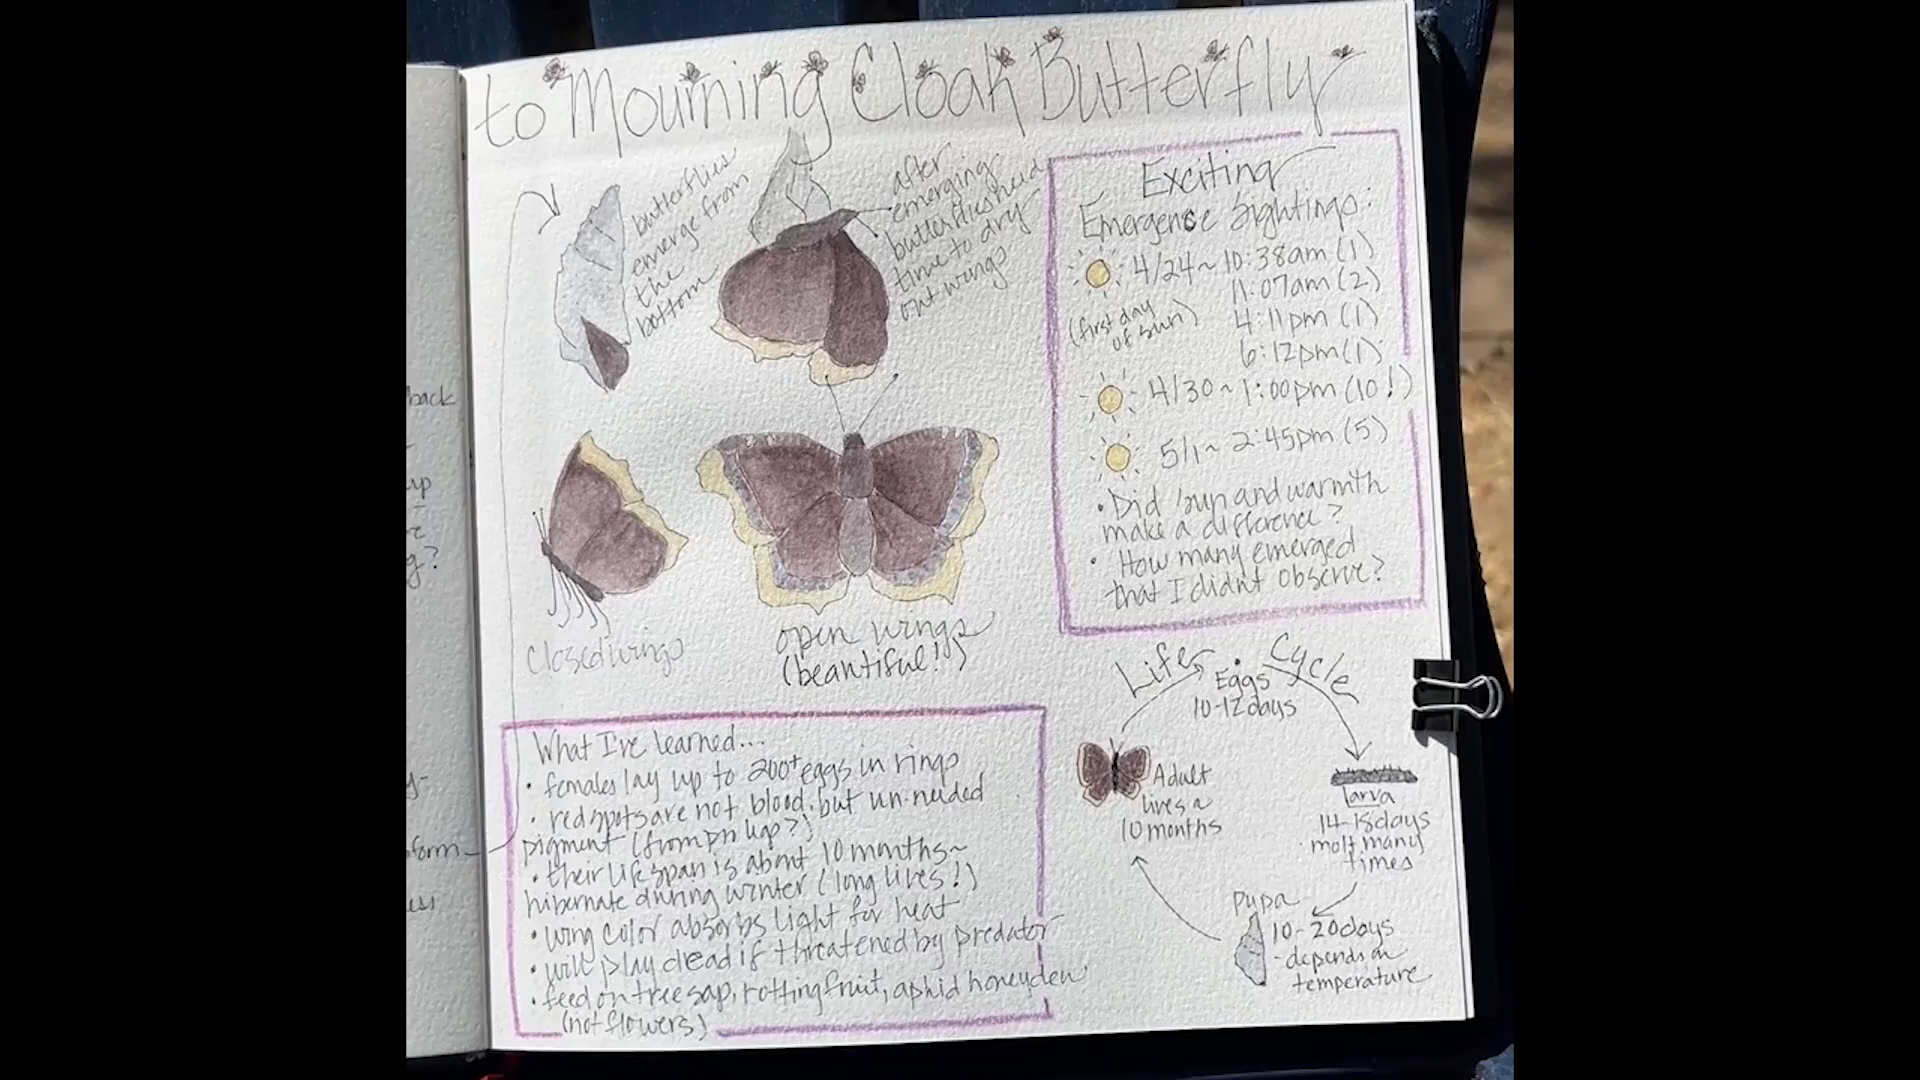 to Mourning Cloak Butterfly
butterflies
emerge from
the
bottom
after
emerging
butterflies need
time to dry
out wings
closed wings
open wings
(beautiful!)
Exciting
Emergence Sightings:
4/24~ 10:38am (1)
11:07am (2)
(first day
of sun)
4:11pm (1)
6:12pm (1)
4/30~1:00pm (10!)
5/1~ 2:45pm (5)
• Did sun and warmth
make a difference?
• How many emerged
that I didn't observe?
What I've learned...
• females lay up to 200+ eggs in rings
• red spots are not blood, but un-needed
pigment (from pupa?)
• their lifespan is about 10 months~
hibernate during winter (long lives!)
• wing color absorbs light for heat
• will play dead if threatened by predator
• feed on tree sap, rotting fruit, aphid honeydew
(not flowers)
Life Cycle
Eggs
10-12 days
larva
14-18 days
molt many
times
pupa
10-20 days
- depends on
temperature
Adult
lives ~
10 months
back
up
g?
form